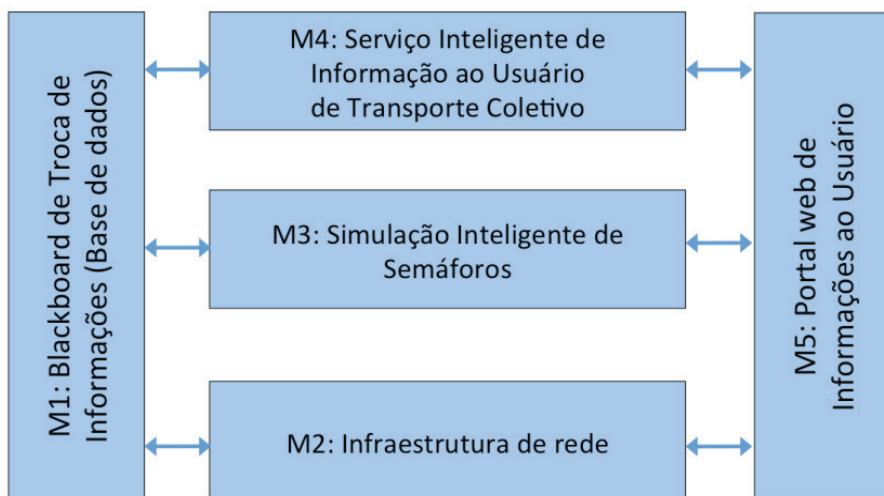 M1: Blackboard de Troca de
Informações (Base de dados)
M4: Serviço Inteligente de
Informação ao Usuário
de Transporte Coletivo
M3: Simulação Inteligente de
Semáforos
M2: Infraestrutura de rede
M5: Portal web de
Informações ao Usuário